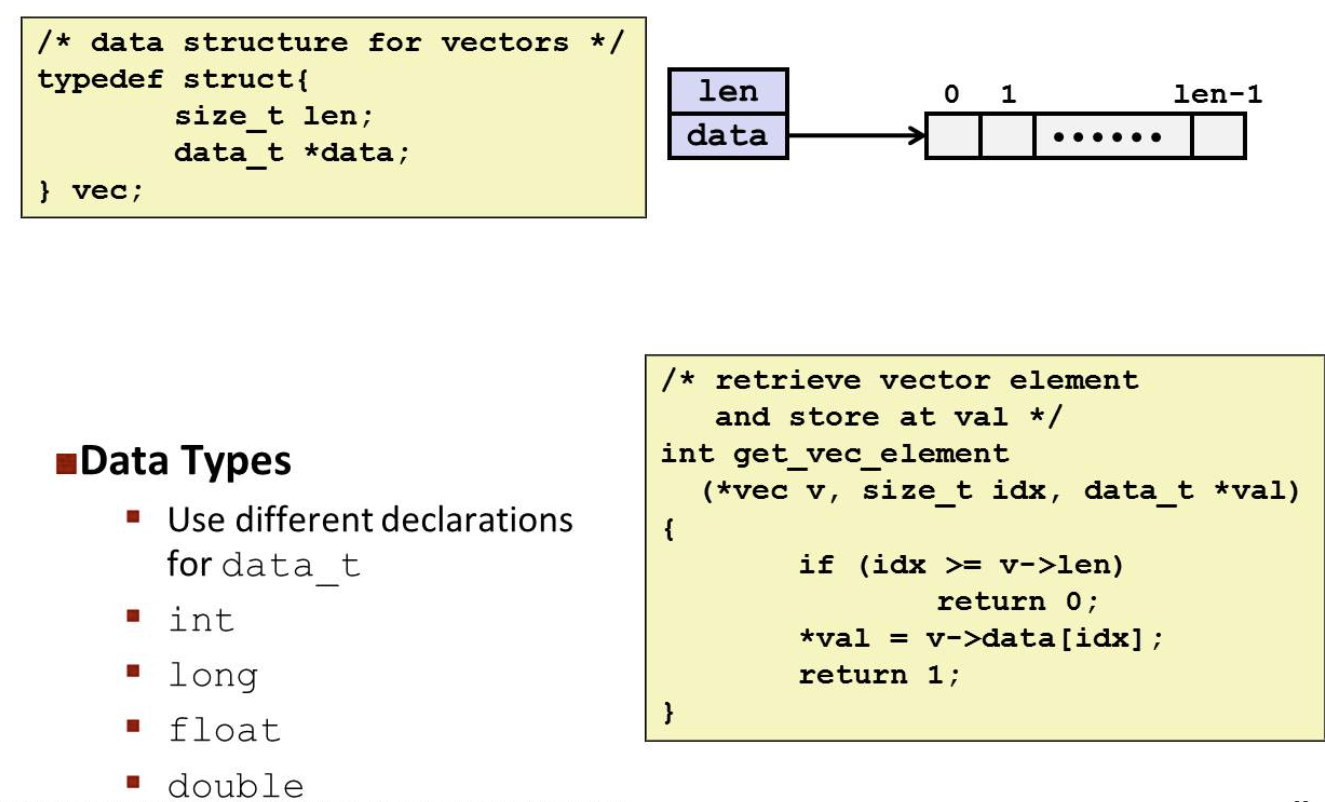 /* data structure for vectors */
typedef struct{
size_t len;
data_t *data;
} vec;
len
data
0 1 len-1
••••••
■Data Types
▪ Use different declarations
for data_t
▪ int
▪ long
▪ float
▪ double
/* retrieve vector element
and store at val */
int get_vec_element
(*vec v, size_t idx, data_t *val)
{
if (idx >= v->len)
return 0;
*val = v->data[idx];
return 1;
}